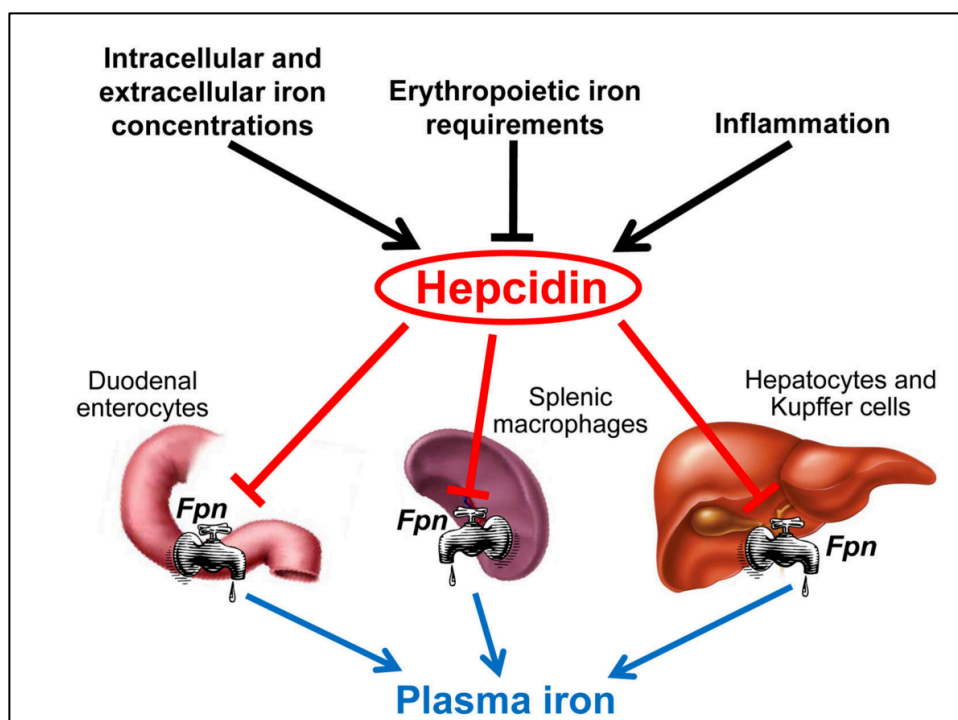 Intracellular and
extracellular iron
concentrations
Erythropoietic iron
requirements
Inflammation
Hepcidin
Duodenal
enterocytes
Splenic
macrophages
Hepatocytes and
Kupffer cells
Fpn
Fpn
Fpn
Plasma iron